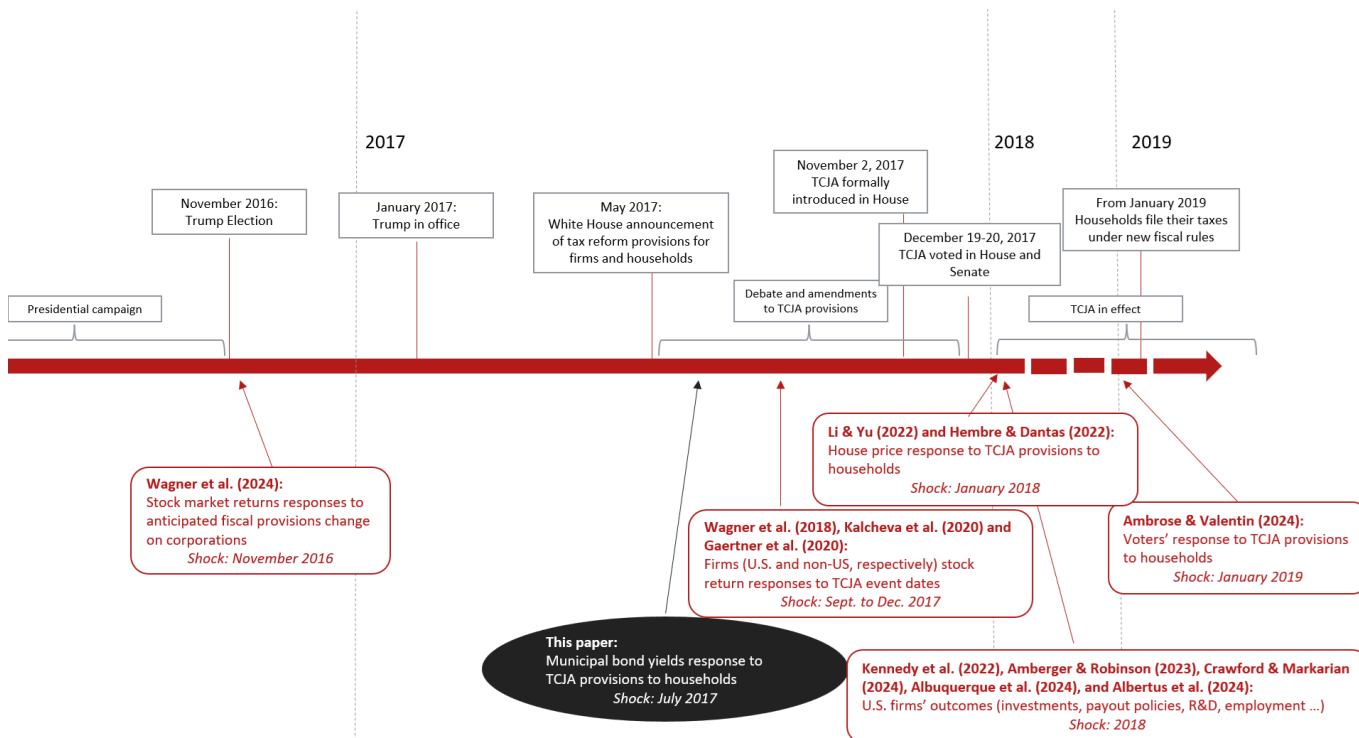 2017
2018
2019
November 2016:
Trump Election
January 2017:
Trump in office
May 2017:
White House announcement
of tax reform provisions for
firms and households
November 2, 2017
TCJA formally
introduced in House
December 19-20, 2017
TCJA voted in House and
Senate
From January 2019
Households file their taxes
under new fiscal rules
Presidential campaign
Debate and amendments
to TCJA provisions
TCJA in effect
Wagner et al. (2024):
Stock market returns responses to
anticipated fiscal provisions change
on corporations
Shock: November 2016
Li & Yu (2022) and Hembre & Dantas (2022):
House price response to TCJA provisions to
households
Shock: January 2018
Wagner et al. (2018), Kalcheva et al. (2020) and
Gaertner et al. (2020):
Firms (U.S. and non-US, respectively) stock
return responses to TCJA event dates
Shock: Sept. to Dec. 2017
Ambrose & Valentin (2024):
Voters' response to TCJA provisions
to households
Shock: January 2019
This paper:
Municipal bond yields response to
TCJA provisions to households
Shock: July 2017
Kennedy et al. (2022), Amberger & Robinson (2023), Crawford & Markarian
(2024), Albuquerque et al. (2024), and Albertus et al. (2024):
U.S. firms' outcomes (investments, payout policies, R&D, employment ...)
Shock: 2018